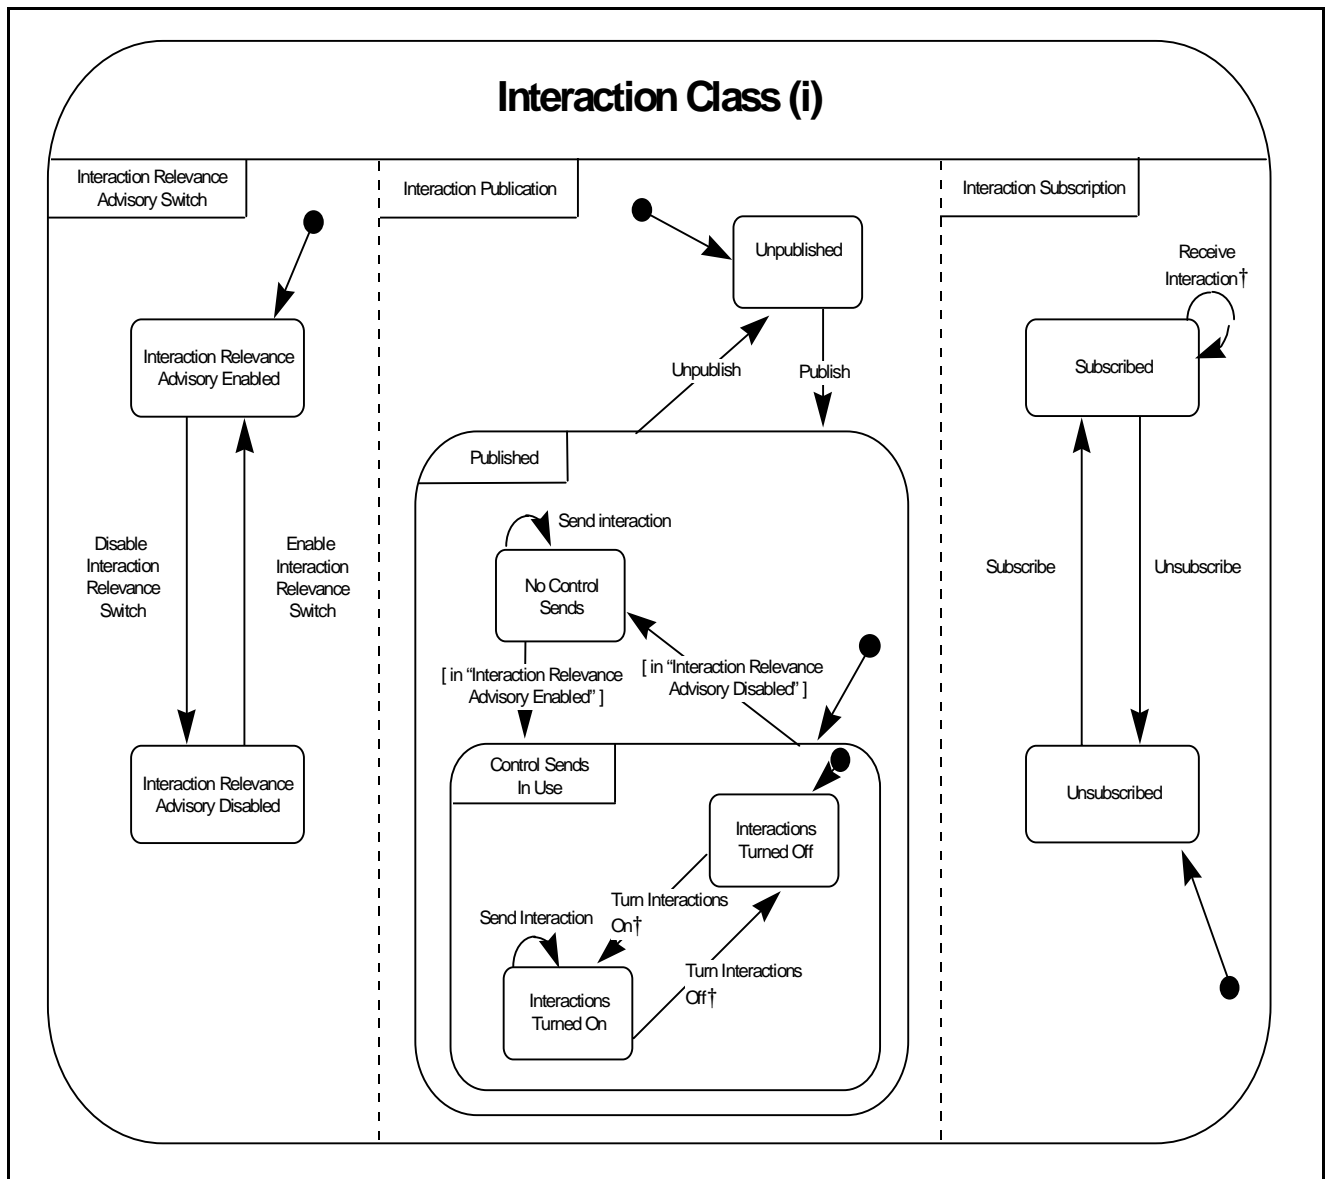 Interaction Class (i)
Interaction Relevance
Advisory Switch
Interaction Relevance
Advisory Enabled
Disable
Interaction
Relevance
Switch
Enable
Interaction
Relevance
Switch
Interaction Relevance
Advisory Disabled
Interaction Publication
Unpublished
Unpublish
Publish
Published
Send interaction
No Control
Sends
[ in “Interaction Relevance
Advisory Enabled” ]
[ in “Interaction Relevance
Advisory Disabled” ]
Control Sends
In Use
Interactions
Turned Off
Turn Interactions
On†
Send Interaction
Turn Interactions
Off†
Interactions
Turned On
Interaction Subscription
Receive
Interaction†
Subscribed
Subscribe
Unsubscribe
Unsubscribed